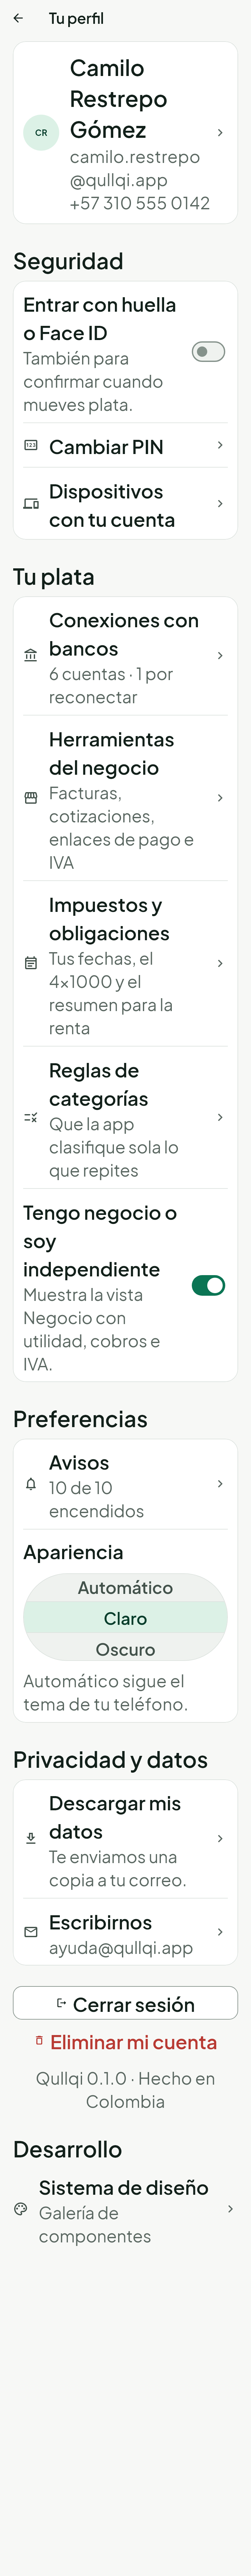 Tu perfil
Camilo
Restrepo
Gómez
CR
camilo.restrepo
@qullqi.app
+57 310 555 0142
Seguridad
Entrar con huella
o Face ID
También para
confirmar cuando
mueves plata.
123
Cambiar PIN
Dispositivos
con tu cuenta
Tu plata
Conexiones con
bancos
6 cuentas · 1 por
reconectar
Herramientas
del negocio
Facturas,
cotizaciones,
enlaces de pago e
IVA
Impuestos y
obligaciones
Tus fechas, el
4×1000 y el
resumen para la
renta
Reglas de
categorías
Que la app
clasifique sola lo
que repites
Tengo negocio o
soy
independiente
Muestra la vista
Negocio con
utilidad, cobros e
IVA.
Preferencias
Avisos
10 de 10
encendidos
Apariencia
Automático
Claro
Oscuro
Automático sigue el
tema de tu teléfono.
Privacidad y datos
Descargar mis
datos
Te enviamos una
copia a tu correo.
Escribirnos
ayuda@qullqi.app
Cerrar sesión
Eliminar mi cuenta
Qullqi 0.1.0 · Hecho en
Colombia
Desarrollo
Sistema de diseño
Galería de
componentes